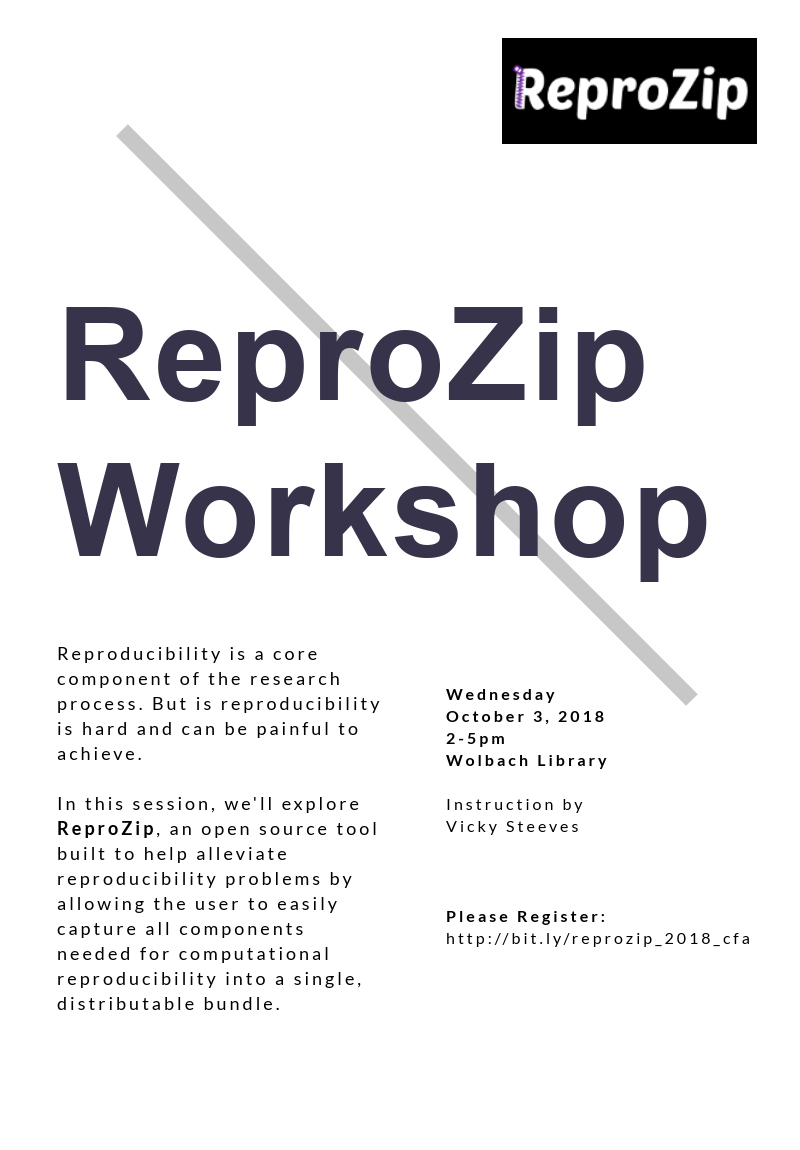 ReproZip
ReproZip
Workshop
Reproducibility is a core
component of the research
process. But is reproducibility
is hard and can be painful to
achieve.
In this session, we'll explore
ReproZip, an open source tool
built to help alleviate
reproducibility problems by
allowing the user to easily
capture all components
needed for computational
reproducibility into a single,
distributable bundle.
Wednesday
October 3, 2018
2-5pm
Wolbach Library
Instruction by
Vicky Steeves
Please Register:
http://bit.ly/reprozip_2018_cfa